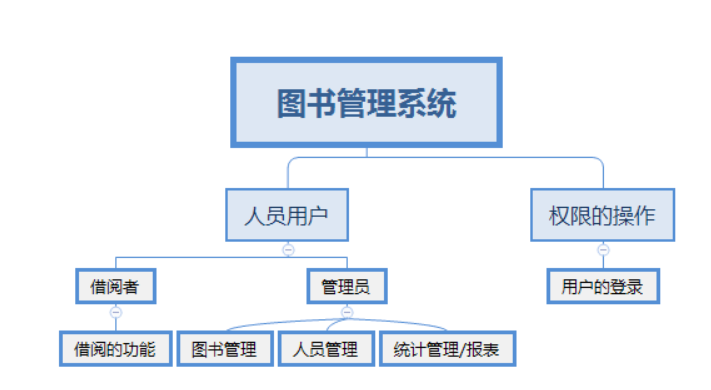 图书管理系统
人员用户
权限的操作
借阅者
管理员
用户的登录
借阅的功能
图书管理
人员管理
统计管理/报表